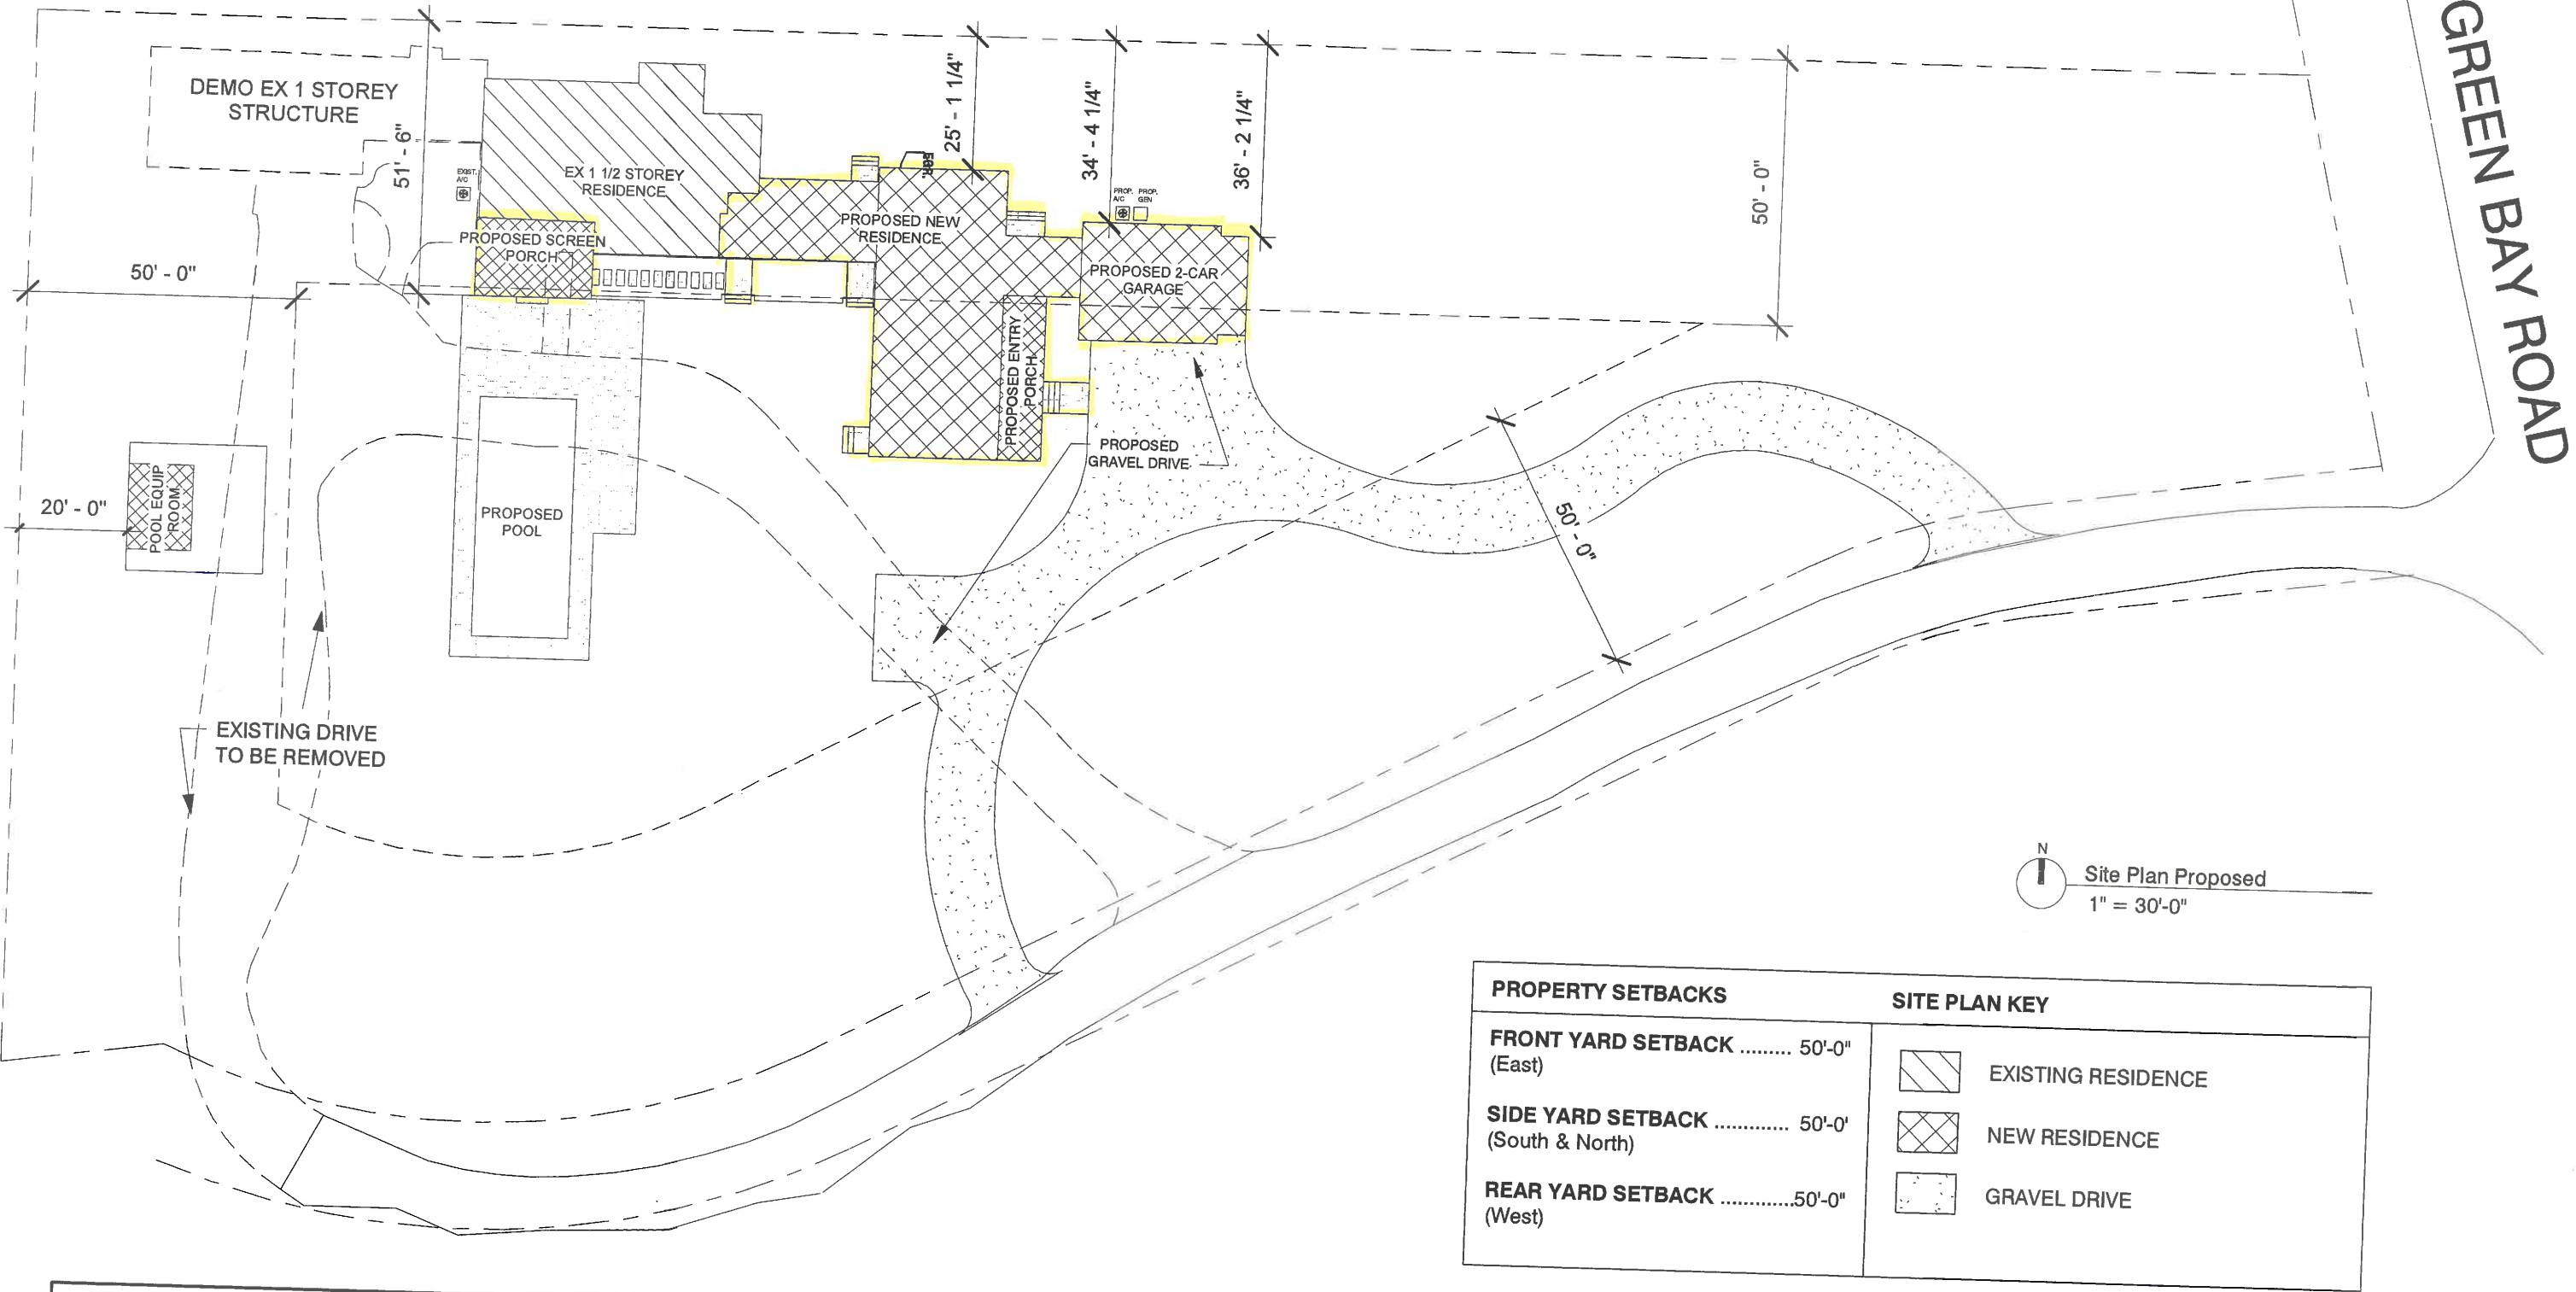 GREEN BAY ROAD
DEMO EX 1 STOREY
STRUCTURE
51' - 6"
25' - 1 1/4"
34' - 4 1/4"
36' - 2 1/4"
50' - 0"
EXIST.
A/C
EX 1 1/2 STOREY
RESIDENCE
PROP. PROP.
A/C GEN
PROPOSED NEW
RESIDENCE
PROPOSED SCREEN
PORCH
50' - 0"
PROPOSED 2-CAR
GARAGE
PROPOSED ENTRY
PORCH
PROPOSED
GRAVEL DRIVE
20' - 0"
POOL EQUIP
ROOM
PROPOSED
POOL
50' - 0"
EXISTING DRIVE
TO BE REMOVED
N
Site Plan Proposed
1" = 30'-0"
PROPERTY SETBACKS
SITE PLAN KEY
FRONT YARD SETBACK ......... 50'-0"
(East)
EXISTING RESIDENCE
SIDE YARD SETBACK ............. 50'-0'
(South & North)
NEW RESIDENCE
REAR YARD SETBACK .............50'-0"
(West)
GRAVEL DRIVE